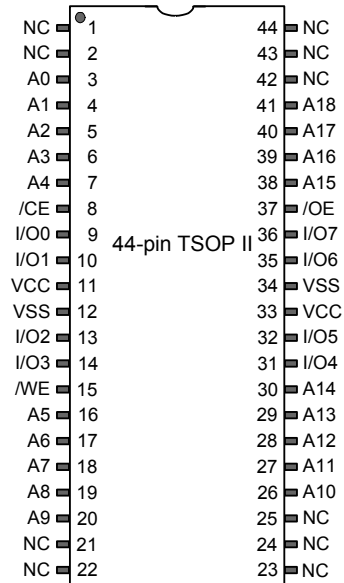 NC 1 44 NC
NC 2 43 NC
A0 3 42 NC
A1 4 41 A18
A2 5 40 A17
A3 6 39 A16
A4 7 38 A15
/CE 8 37 /OE
I/O0 9 44-pin TSOP II 36 I/O7
I/O1 10 35 I/O6
VCC 11 34 VSS
VSS 12 33 VCC
I/O2 13 32 I/O5
I/O3 14 31 I/O4
/WE 15 30 A14
A5 16 29 A13
A6 17 28 A12
A7 18 27 A11
A8 19 26 A10
A9 20 25 NC
NC 21 24 NC
NC 22 23 NC